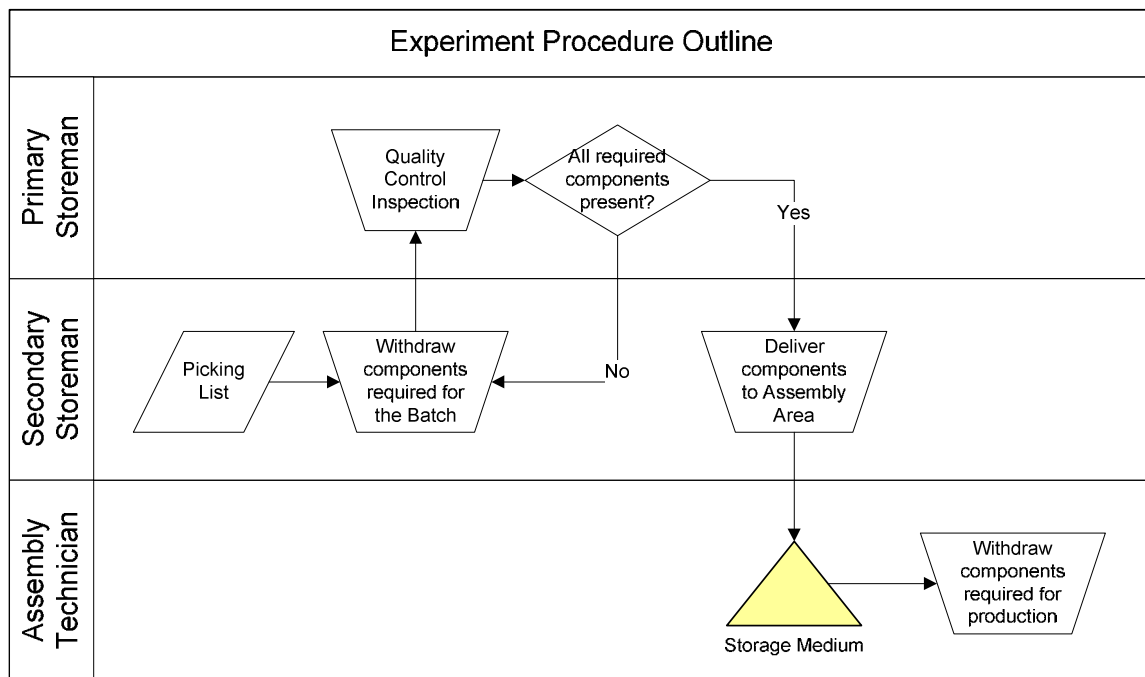 Experiment Procedure Outline
Primary
Storeman
Quality
Control
Inspection
All required
components
present?
Yes
Secondary
Storeman
Picking
List
Withdraw
components
required for
the Batch
No
Deliver
components
to Assembly
Area
Assembly
Technician
Storage Medium
Withdraw
components
required for
production